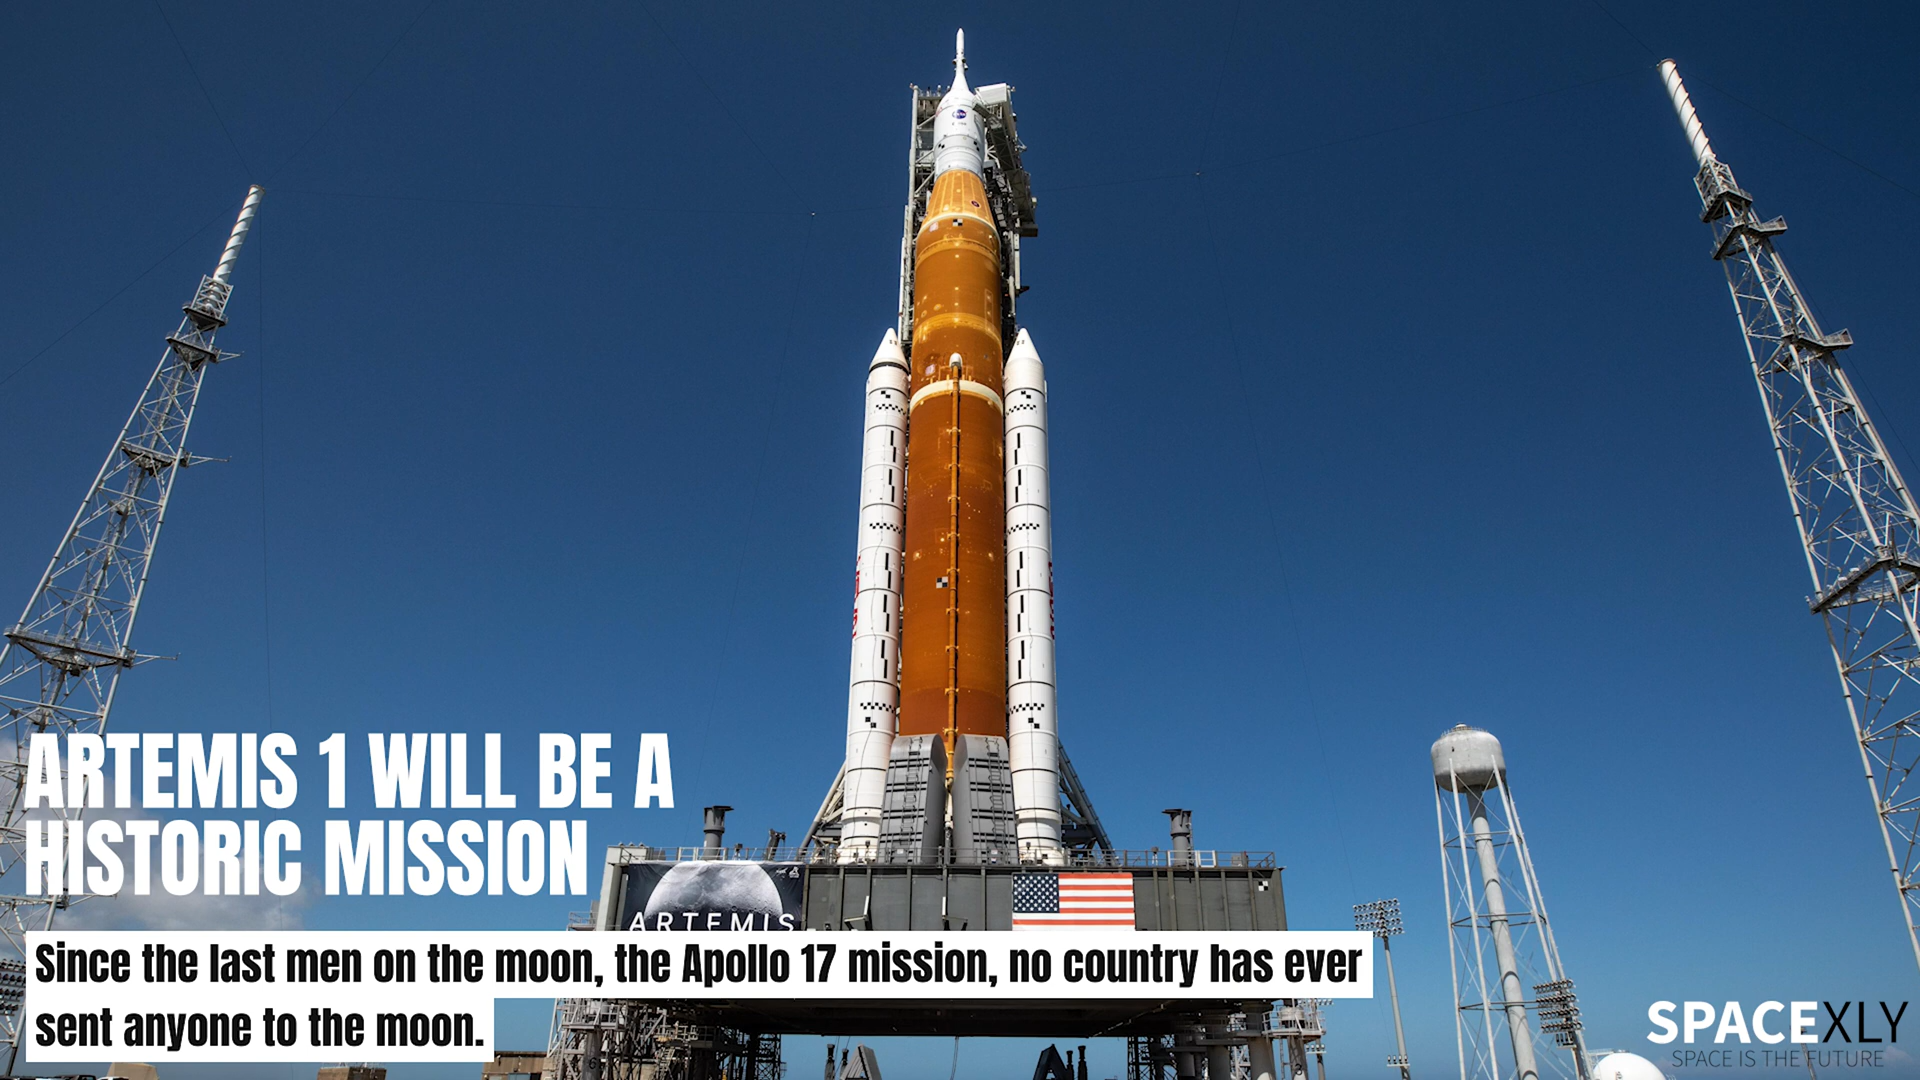 ARTEMIS 1 WILL BE A
HISTORIC MISSION
ARTEMIS
Since the last men on the moon, the Apollo 17 mission, no country has ever
sent anyone to the moon.
SPACEXLY
SPACE IS THE FUTURE